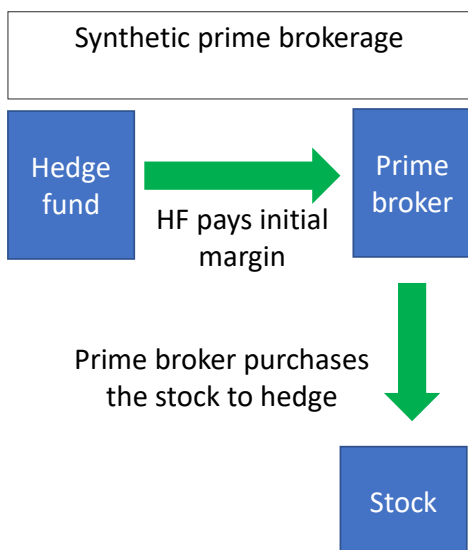 Synthetic prime brokerage
Hedge
fund
Prime
broker
HF pays initial
margin
Prime broker purchases
the stock to hedge
Stock